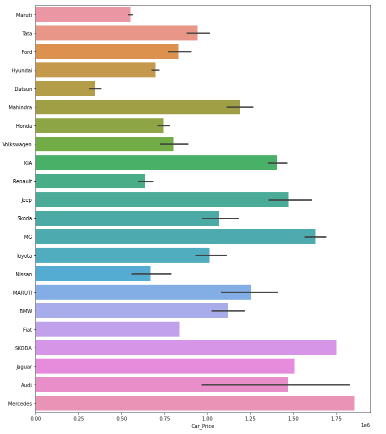 Maruti
Tata
Ford
Hyundai
Datsun
Mahindra
Honda
Volkswagen
KIA
Renault
Jeep
Skoda
MG
Toyota
Nissan
MARUTI
BMW
Fiat
SKODA
Jaguar
Audi
Mercedes
0.00 0.25 0.50 0.75 1.00 1.25 1.50 1.75
Car_Price 1e6